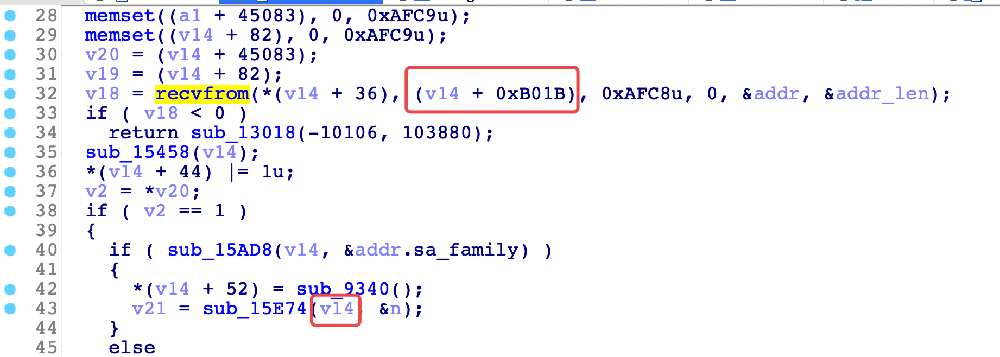 28 memset((a1 + 45083), 0, 0xAFC9u);
29 memset((v14 + 82), 0, 0xAFC9u);
30 v20 = (v14 + 45083);
31 v19 = (v14 + 82);
32 v18 = recvfrom(*(v14 + 36), (v14 + 0xB01B), 0xAFC8u, 0, &addr, &addr_len);
33 if ( v18 < 0 )
34 return sub_13018(-10106, 103880);
35 sub_15458(v14);
36 *(v14 + 44) |= 1u;
37 v2 = *v20;
38 if ( v2 == 1 )
39 {
40 if ( sub_15AD8(v14, &addr.sa_family) )
41 {
42 *(v14 + 52) = sub_9340();
43 v21 = sub_15E74(v14, &n);
44 }
45 else